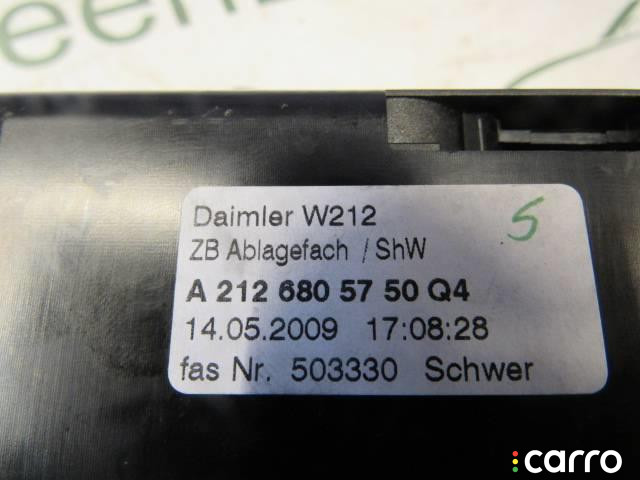 Daimler W212
S
ZB Ablagefach / ShW
A 212 680 57 50 Q4
14.05.2009 17:08:28
fas Nr. 503330 Schwer
carro